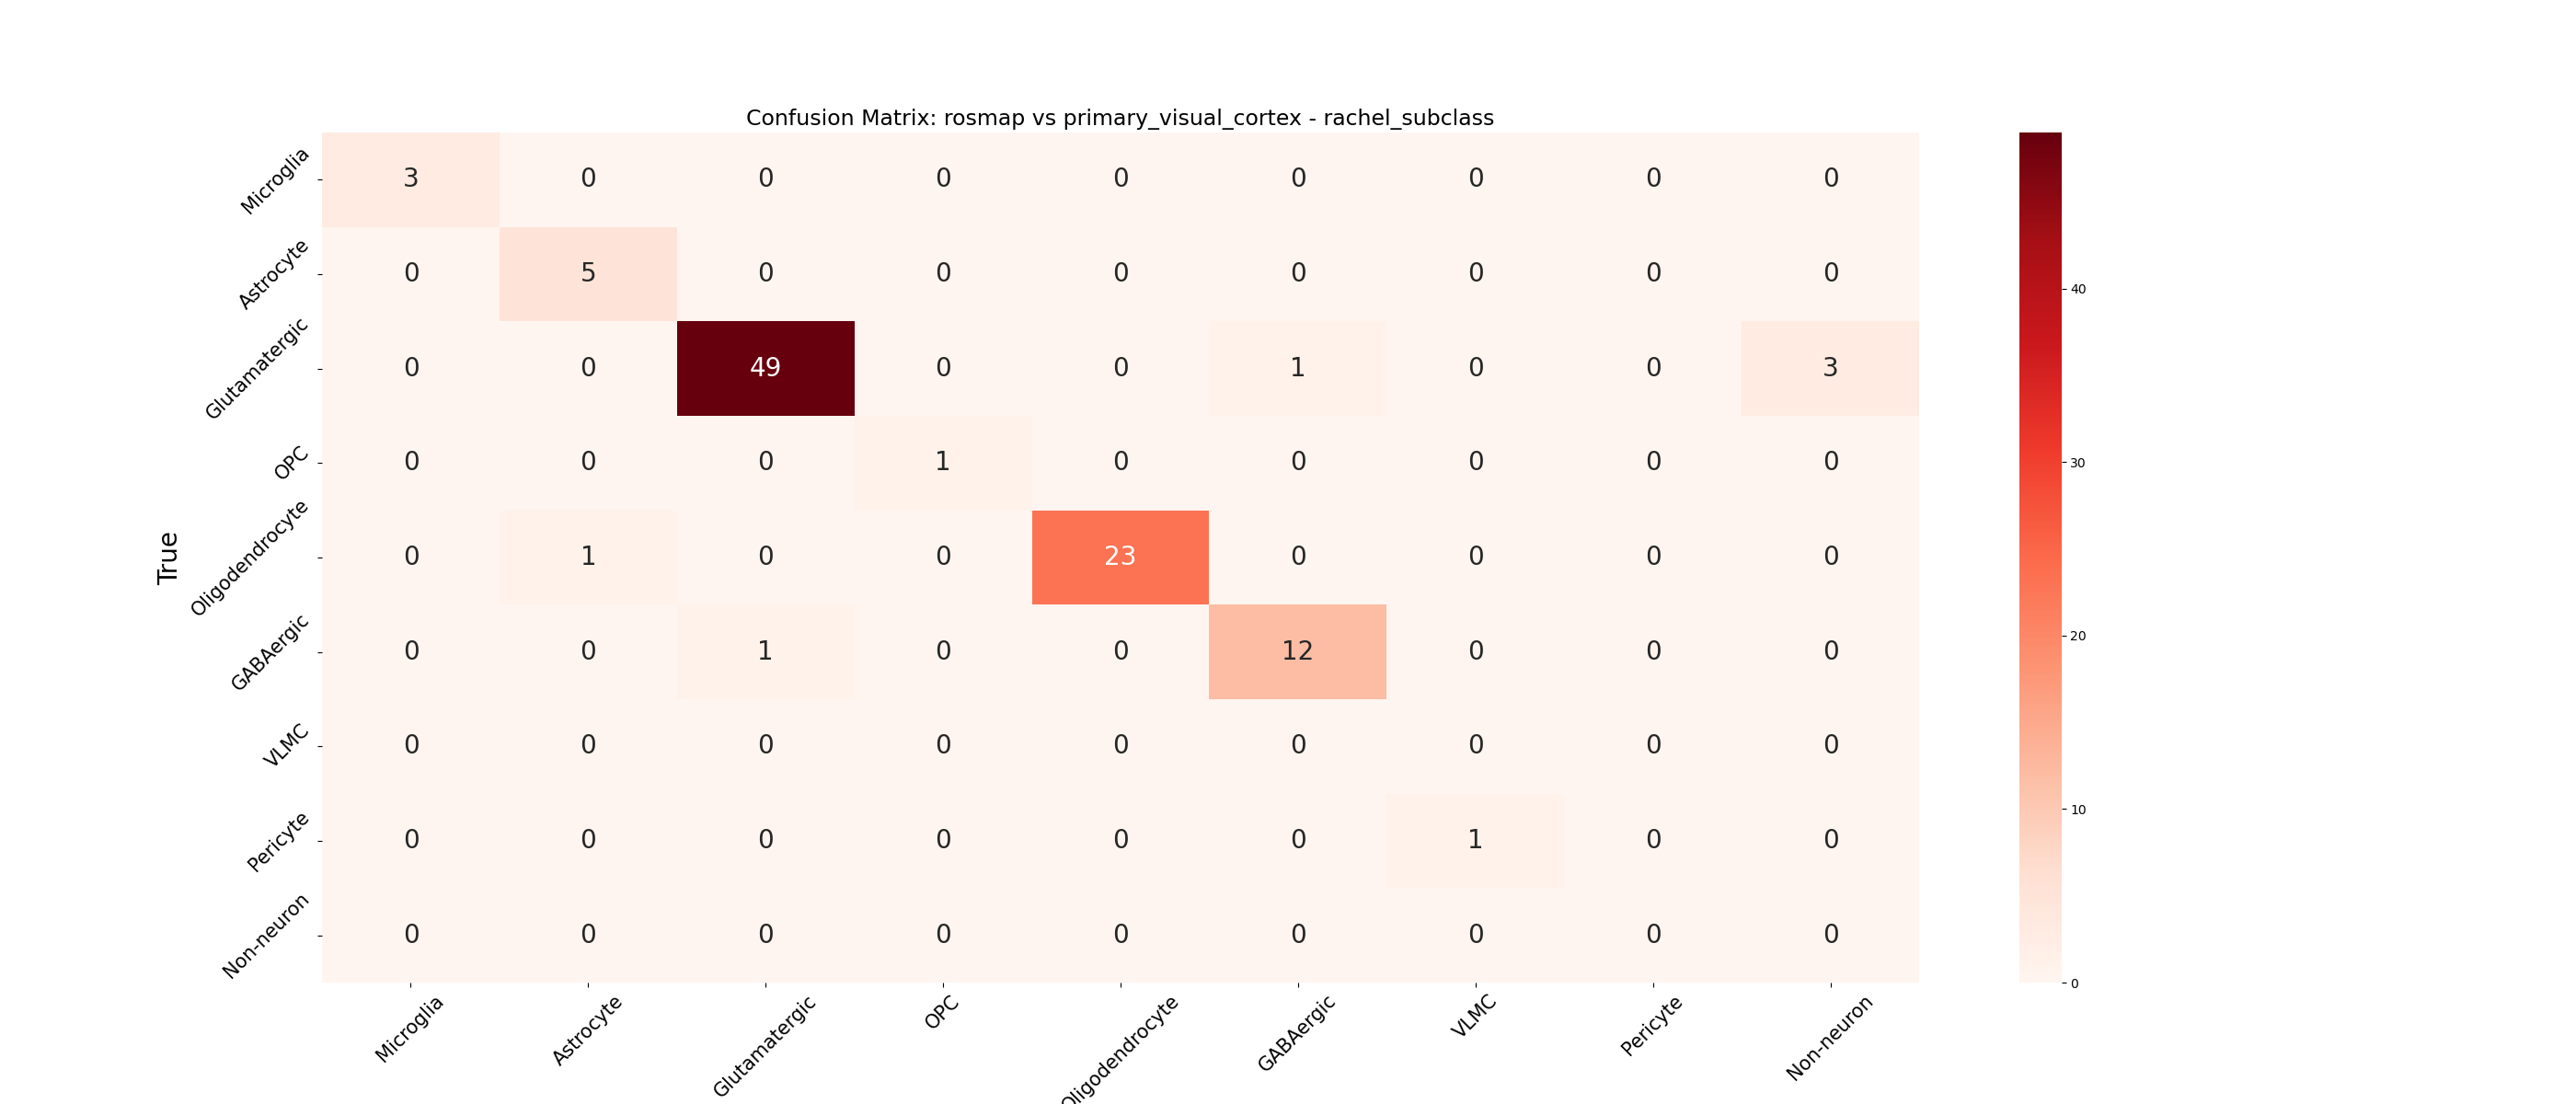 Confusion Matrix: rosmap vs primary_visual_cortex - rachel_subclass
True
Microglia 3 0 0 0 0 0 0 0 0
Astrocyte 0 5 0 0 0 0 0 0 0
Glutamatergic 0 0 49 0 0 1 0 0 3
OPC 0 0 0 1 0 0 0 0 0
Oligodendrocyte 0 1 0 0 23 0 0 0 0
GABAergic 0 0 1 0 0 12 0 0 0
VLMC 0 0 0 0 0 0 0 0 0
Pericyte 0 0 0 0 0 0 1 0 0
Non-neuron 0 0 0 0 0 0 0 0 0
Microglia Astrocyte Glutamatergic OPC Oligodendrocyte GABAergic VLMC Pericyte Non-neuron
40
30
20
10
0